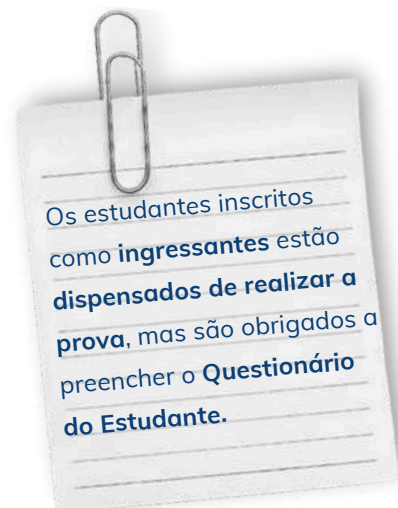 Os estudantes inscritos
como ingressantes estão
dispensados de realizar a
prova, mas são obrigados a
preencher o Questionário
do Estudante.